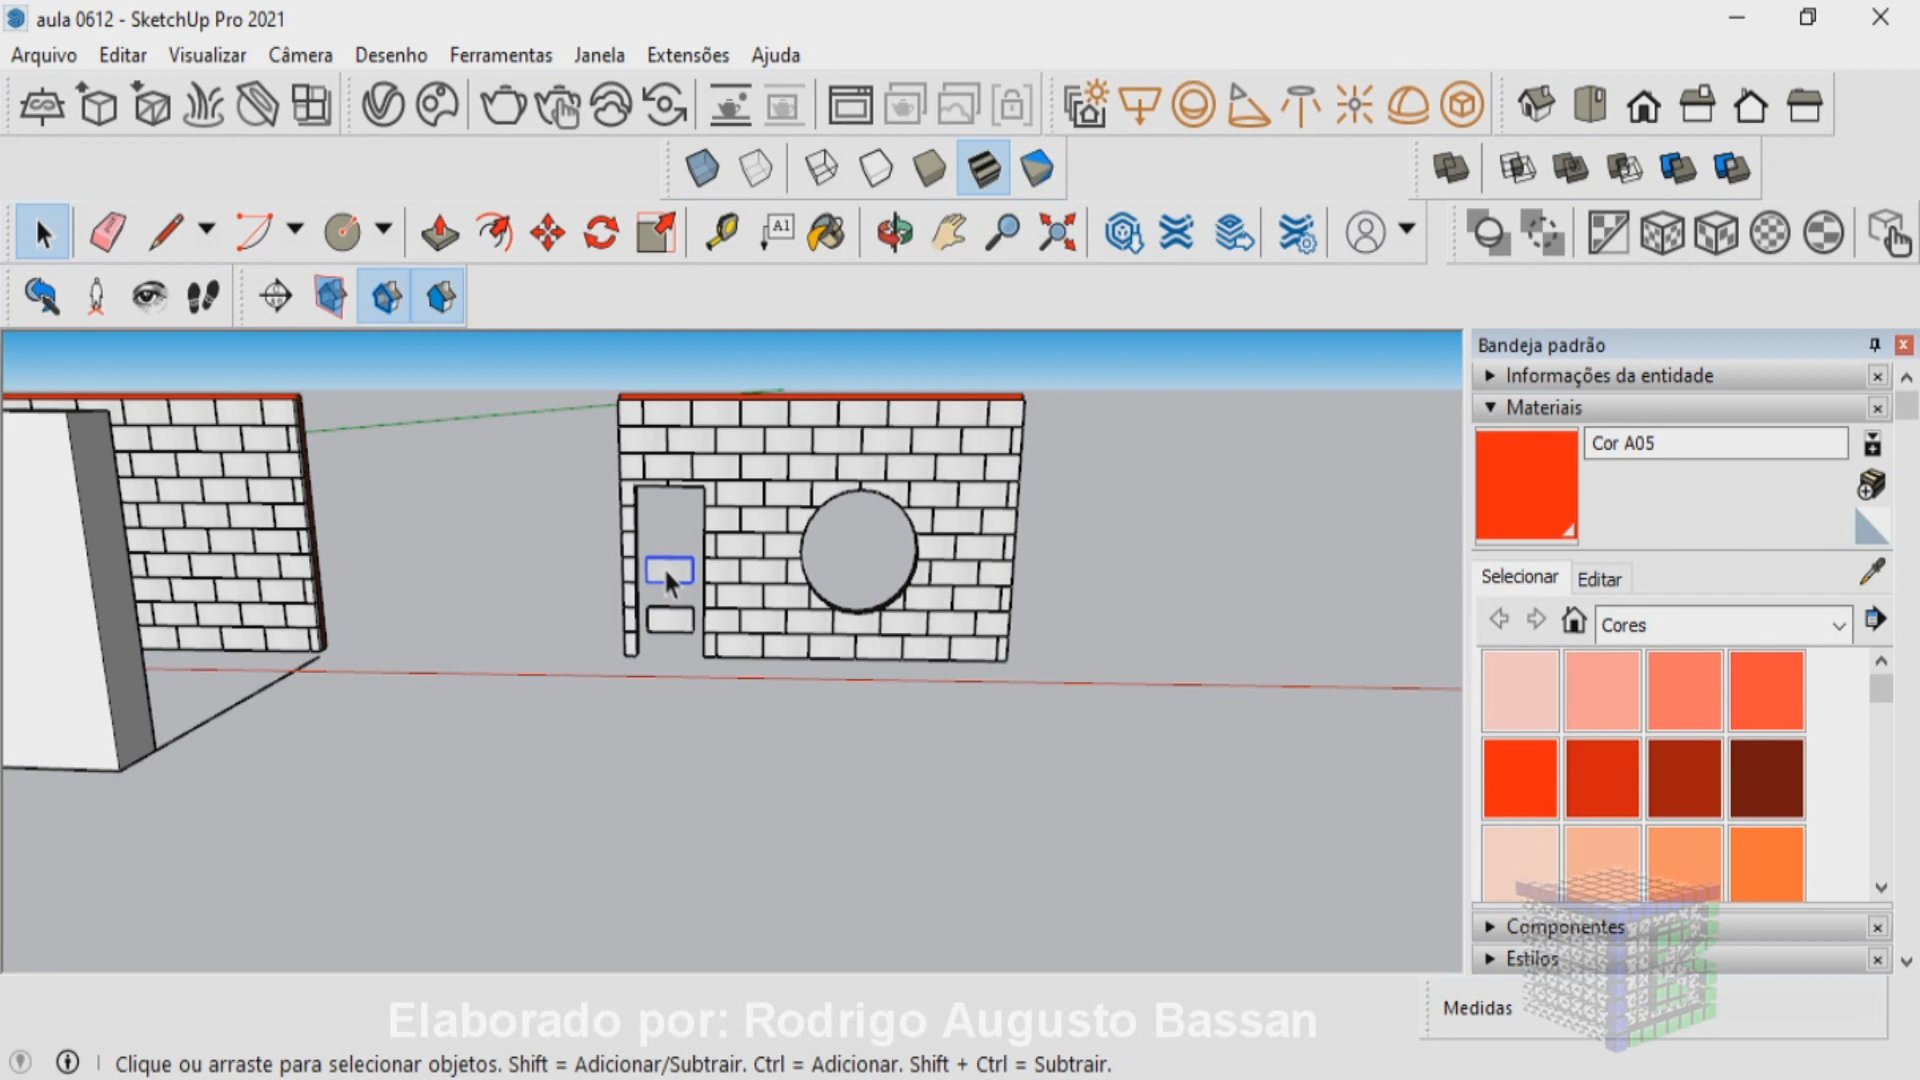 aula 0612 - SketchUp Pro 2021
Arquivo Editar Visualizar Câmera Desenho Ferramentas Janela Extensões Ajuda
A1
Bandeja padrão
Informações da entidade
Materiais
Cor A05
Selecionar Editar
Cores
Componentes
Estilos
Medidas
Elaborado por: Rodrigo Augusto Bassan
Clique ou arraste para selecionar objetos. Shift = Adicionar/Subtrair. Ctrl = Adicionar. Shift + Ctrl = Subtrair.